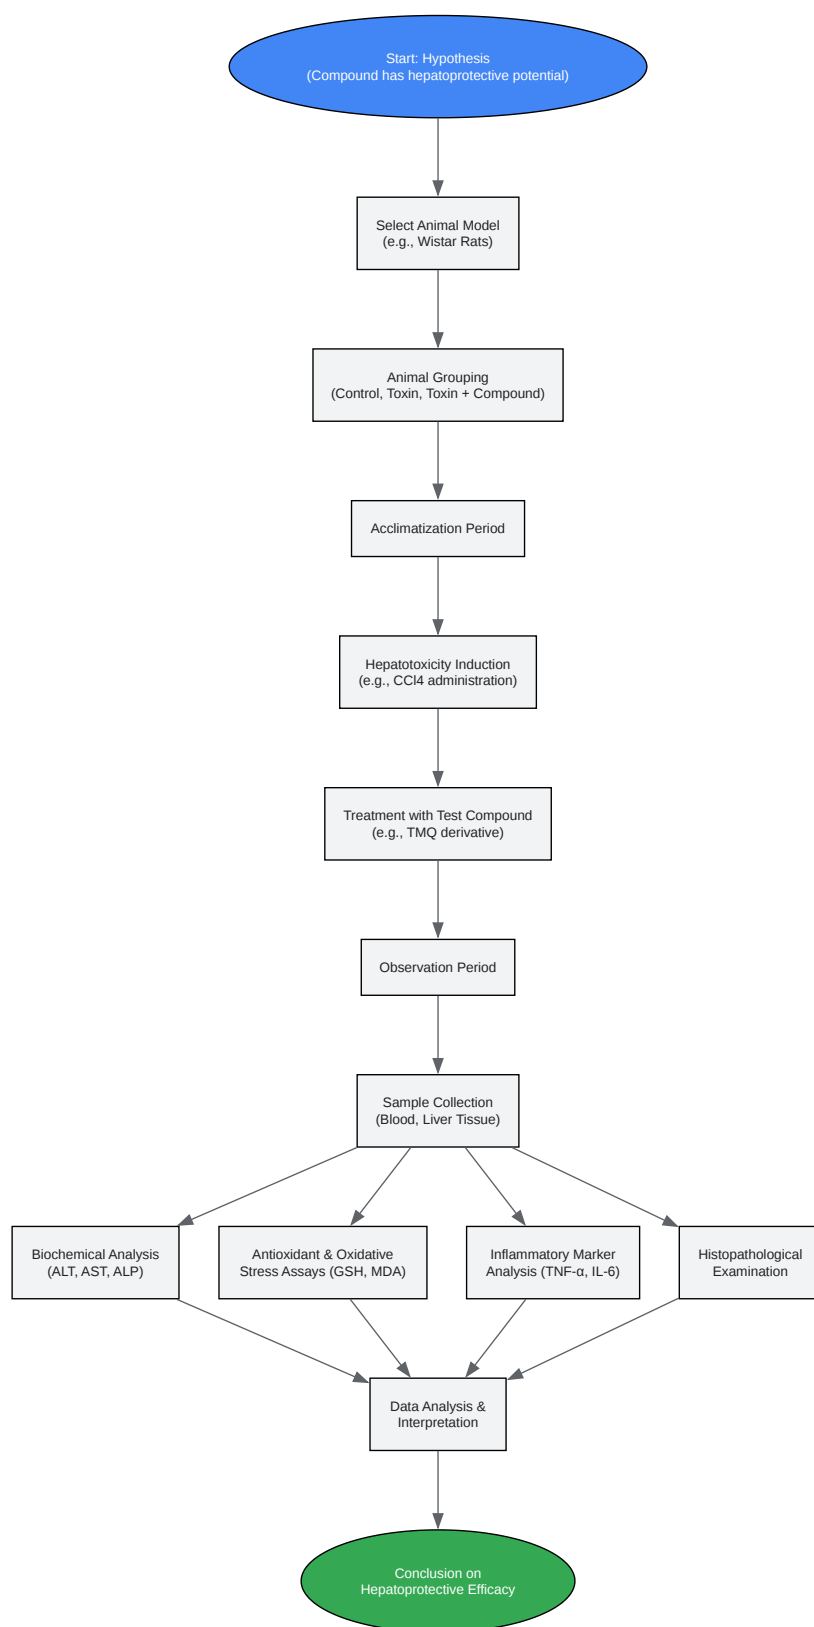 Start: Hypothesis
(Compound has hepatoprotective potential)
Select Animal Model
(e.g., Wistar Rats)
Animal Grouping
(Control, Toxin, Toxin + Compound)
Acclimatization Period
Hepatotoxicity Induction
(e.g., CCl4 administration)
Treatment with Test Compound
(e.g., TMQ derivative)
Observation Period
Sample Collection
(Blood, Liver Tissue)
Biochemical Analysis
(ALT, AST, ALP)
Antioxidant & Oxidative
Stress Assays (GSH, MDA)
Inflammatory Marker
Analysis (TNF-α, IL-6)
Histopathological
Examination
Data Analysis &
Interpretation
Conclusion on
Hepatoprotective Efficacy